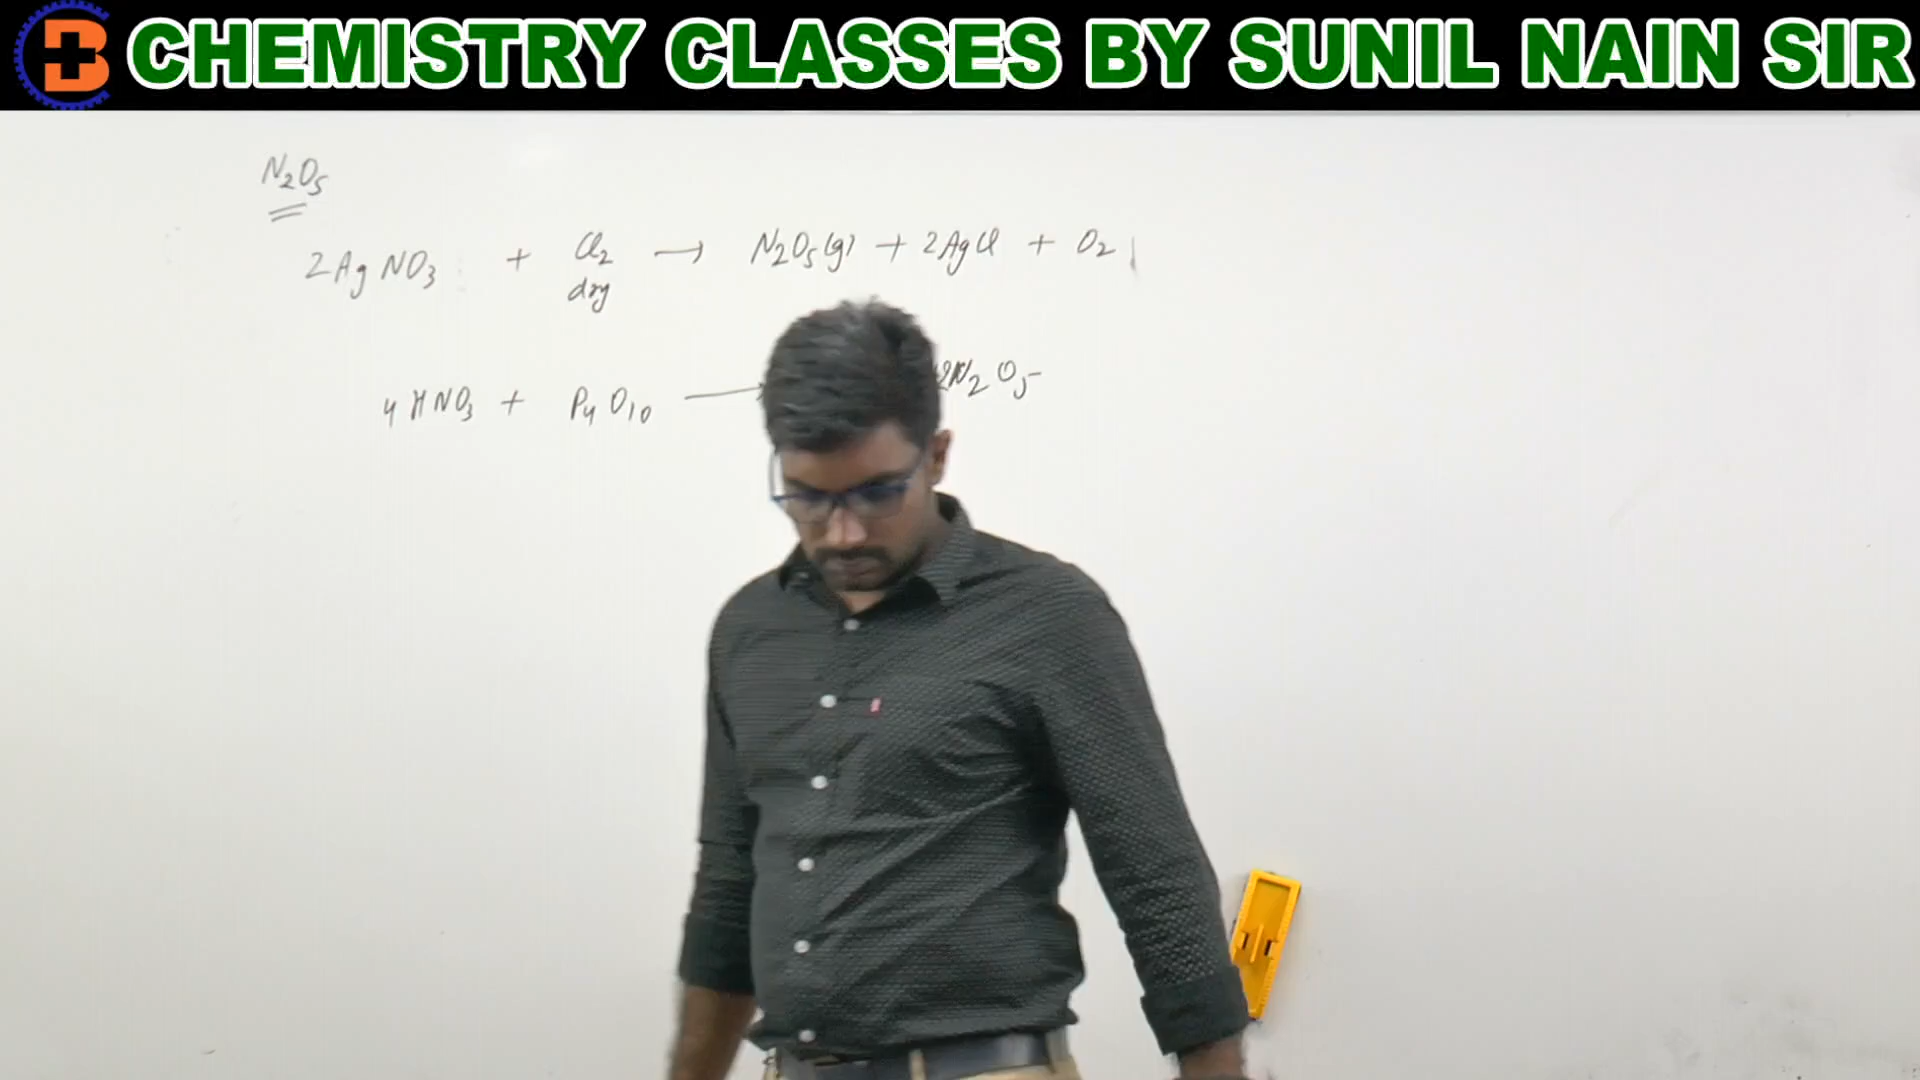 CHEMISTRY CLASSES BY SUNIL NAIN SIR
N2O5
2AgNO3 + Cl2 → N2O5(g) + 2AgCl + O2
dry
4HNO3 + P4O10 → 2N2O5